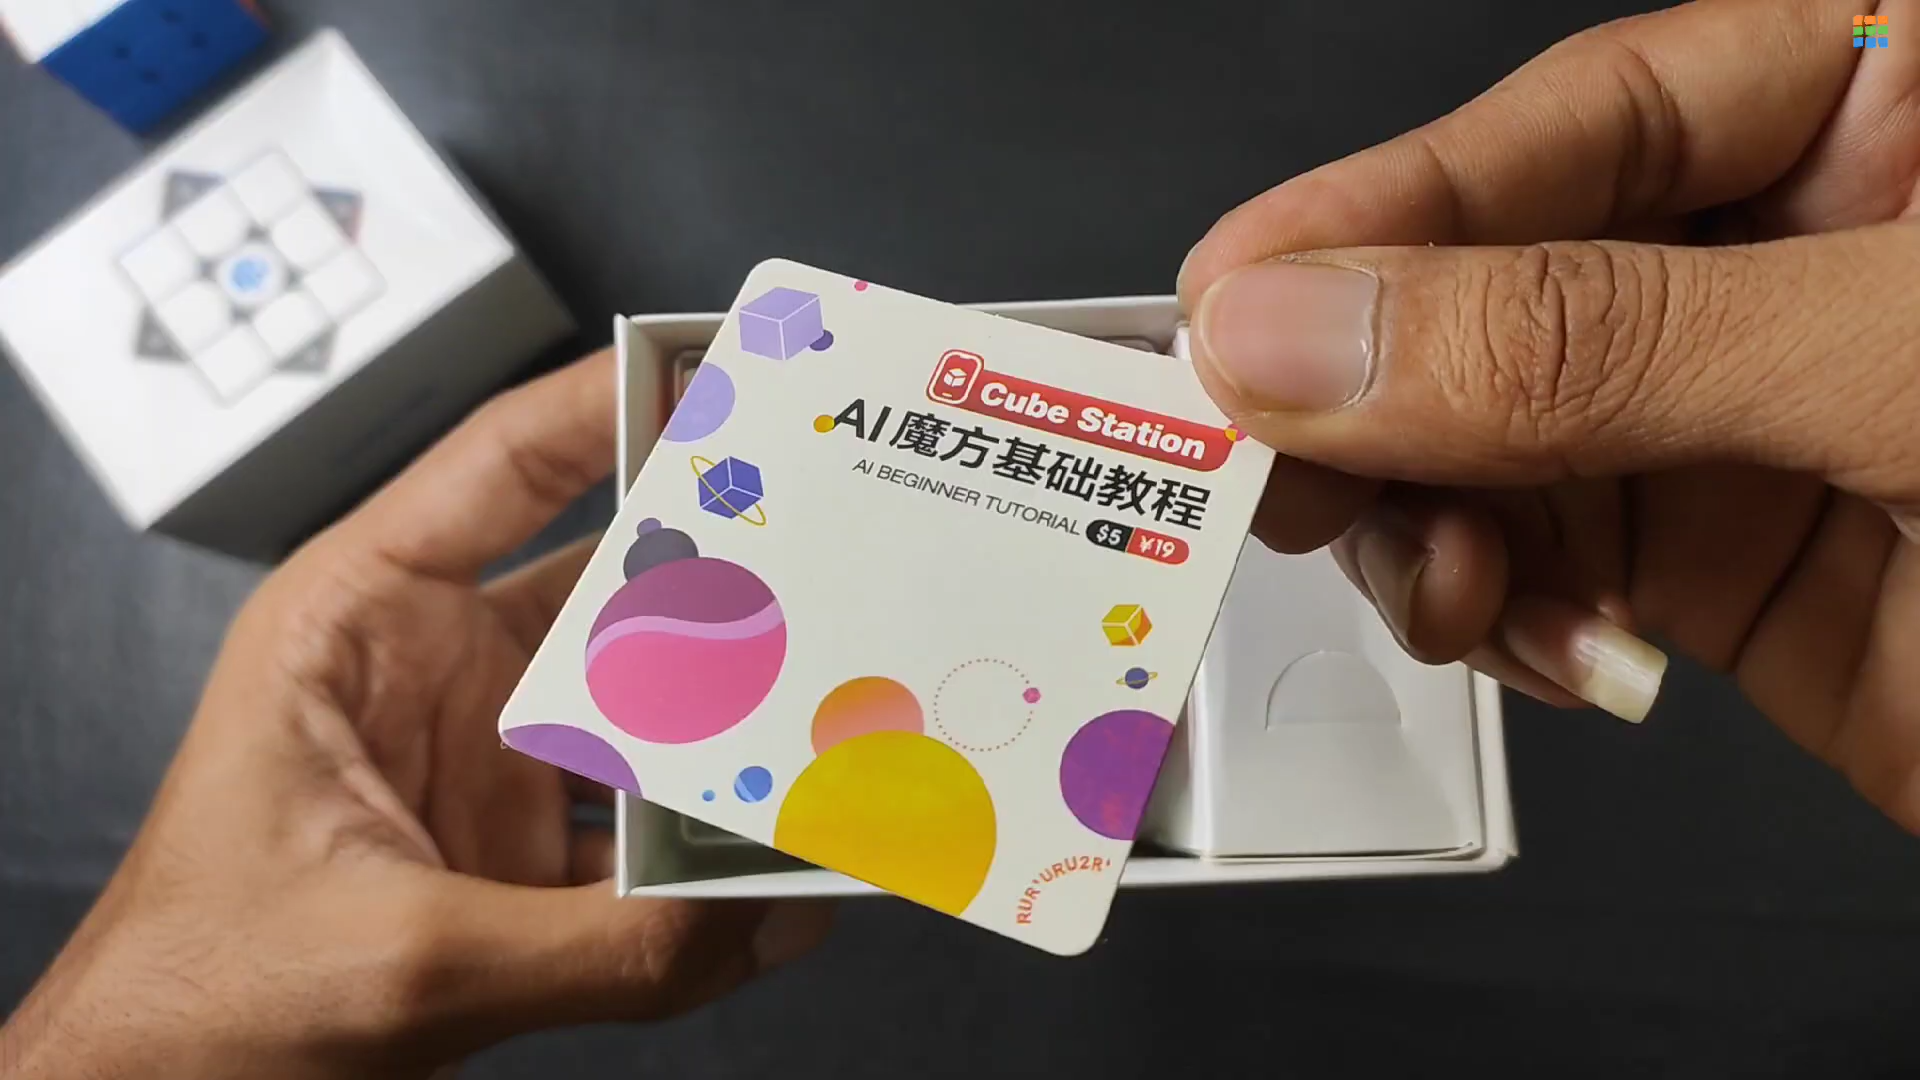 Cube Station
AI魔方基础教程
AI BEGINNER TUTORIAL $5 ¥19
RUR'URU2R'